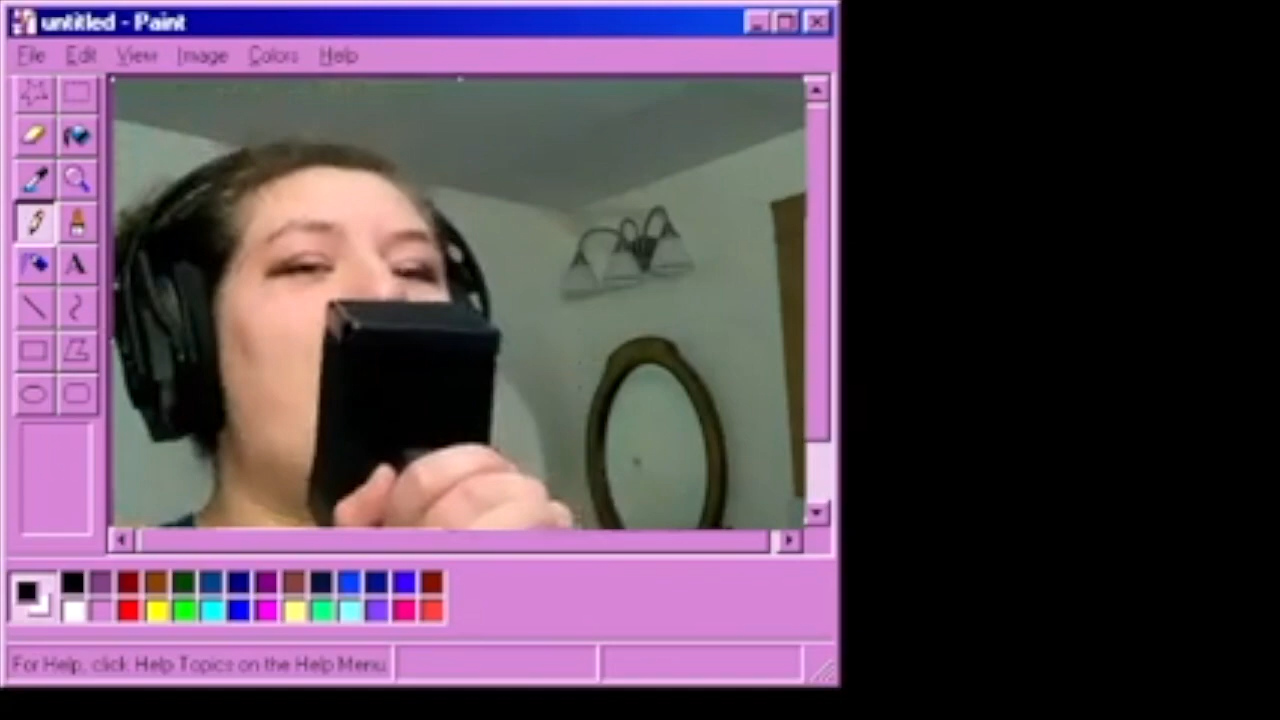 untitled - Paint
File Edit View Image Colors Help
A
For Help, click Help Topics on the Help Menu.